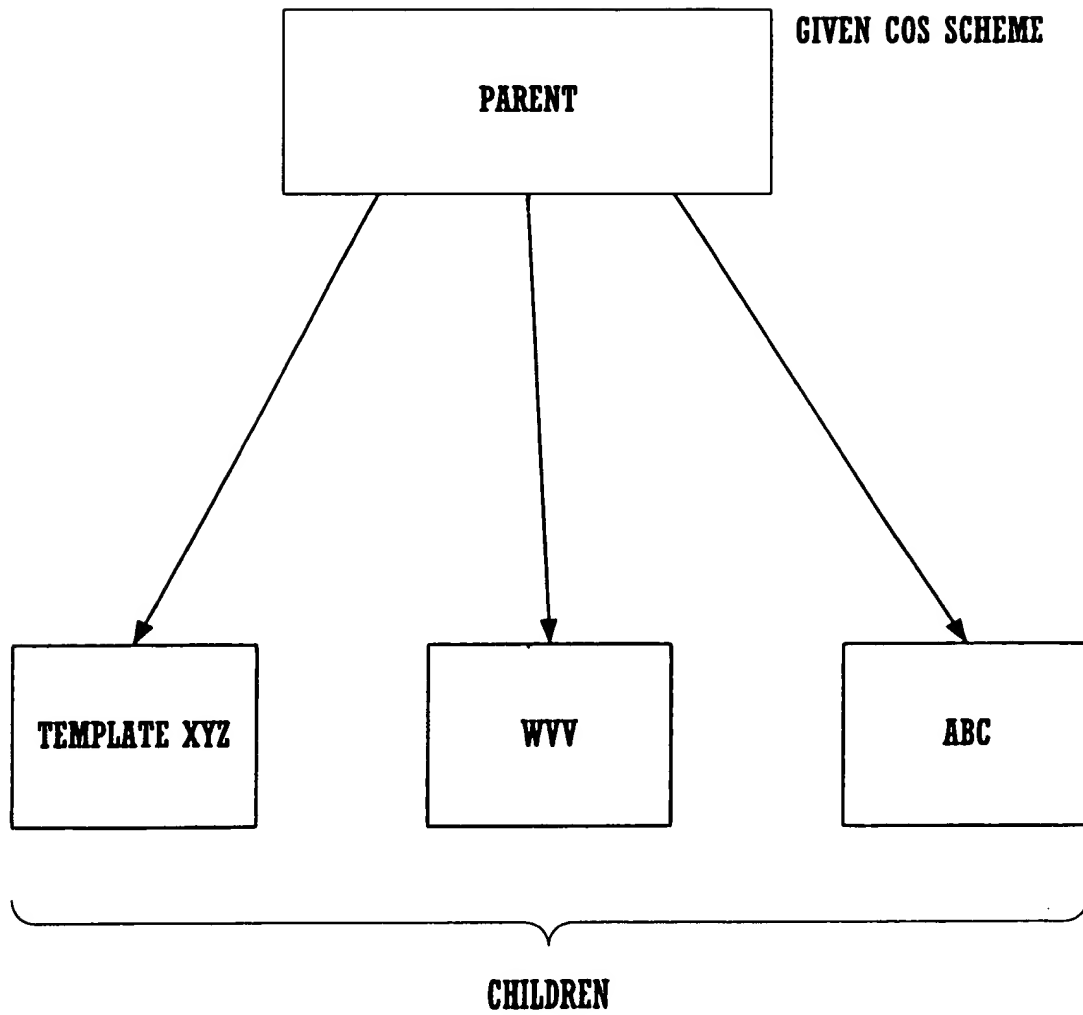 GIVEN COS SCHEME
PARENT
TEMPLATE XYZ
WVV
ABC
CHILDREN